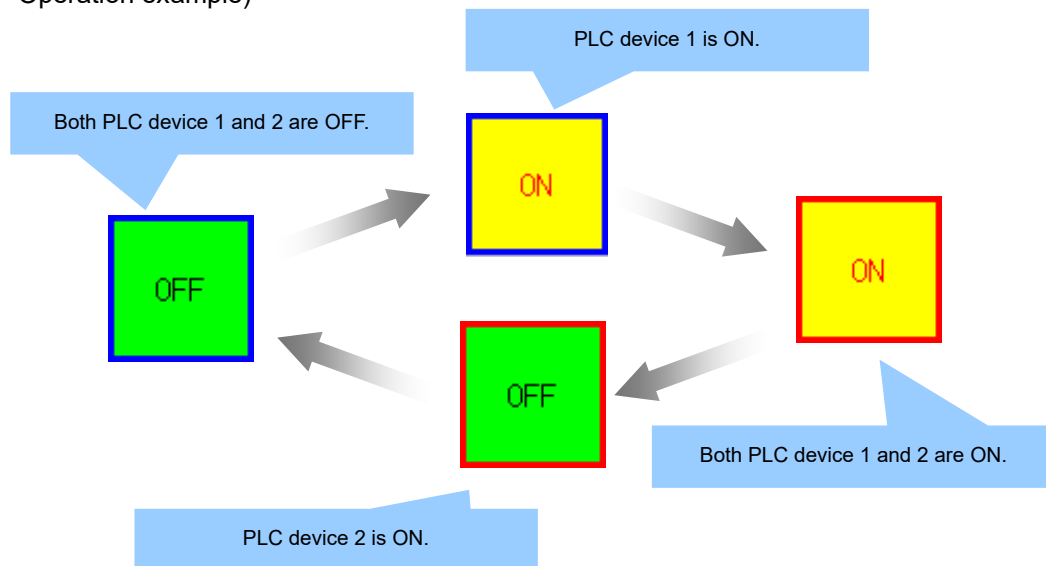 Operation example)
PLC device 1 is ON.
Both PLC device 1 and 2 are OFF.
ON
ON
OFF
OFF
Both PLC device 1 and 2 are ON.
PLC device 2 is ON.